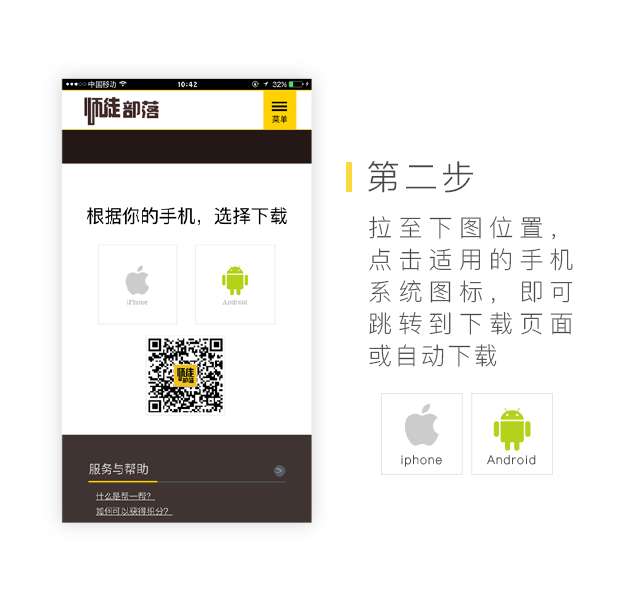 中国移动
10:42
32%
师徒部落
菜单
根据你的手机，选择下载
iPhone
Android
师徒
部落
服务与帮助
什么是帮一帮？
如何可以获得积分？
第二步
拉至下图位置，
点击适用的手机
系统图标，即可
跳转到下载页面
或自动下载
iphone
Android